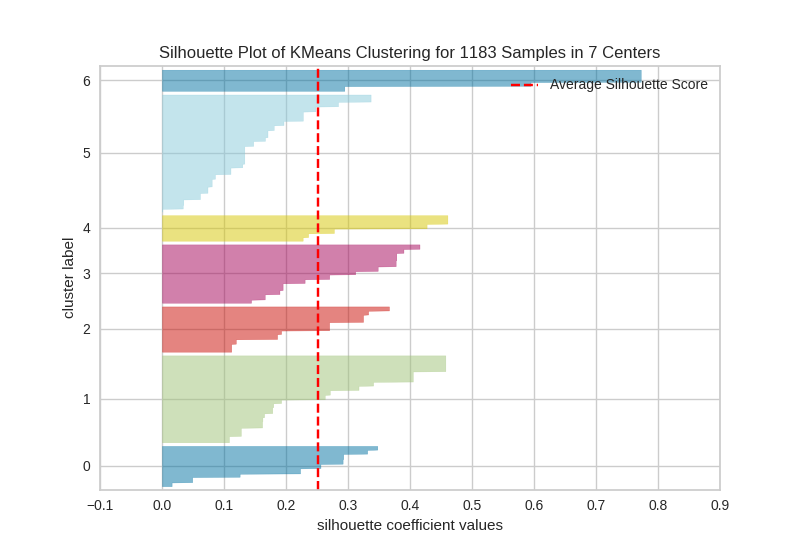 Silhouette Plot of KMeans Clustering for 1183 Samples in 7 Centers
6
Average Silhouette Score
5
4
cluster label
3
2
1
0
−0.1 0.0 0.1 0.2 0.3 0.4 0.5 0.6 0.7 0.8 0.9
silhouette coefficient values